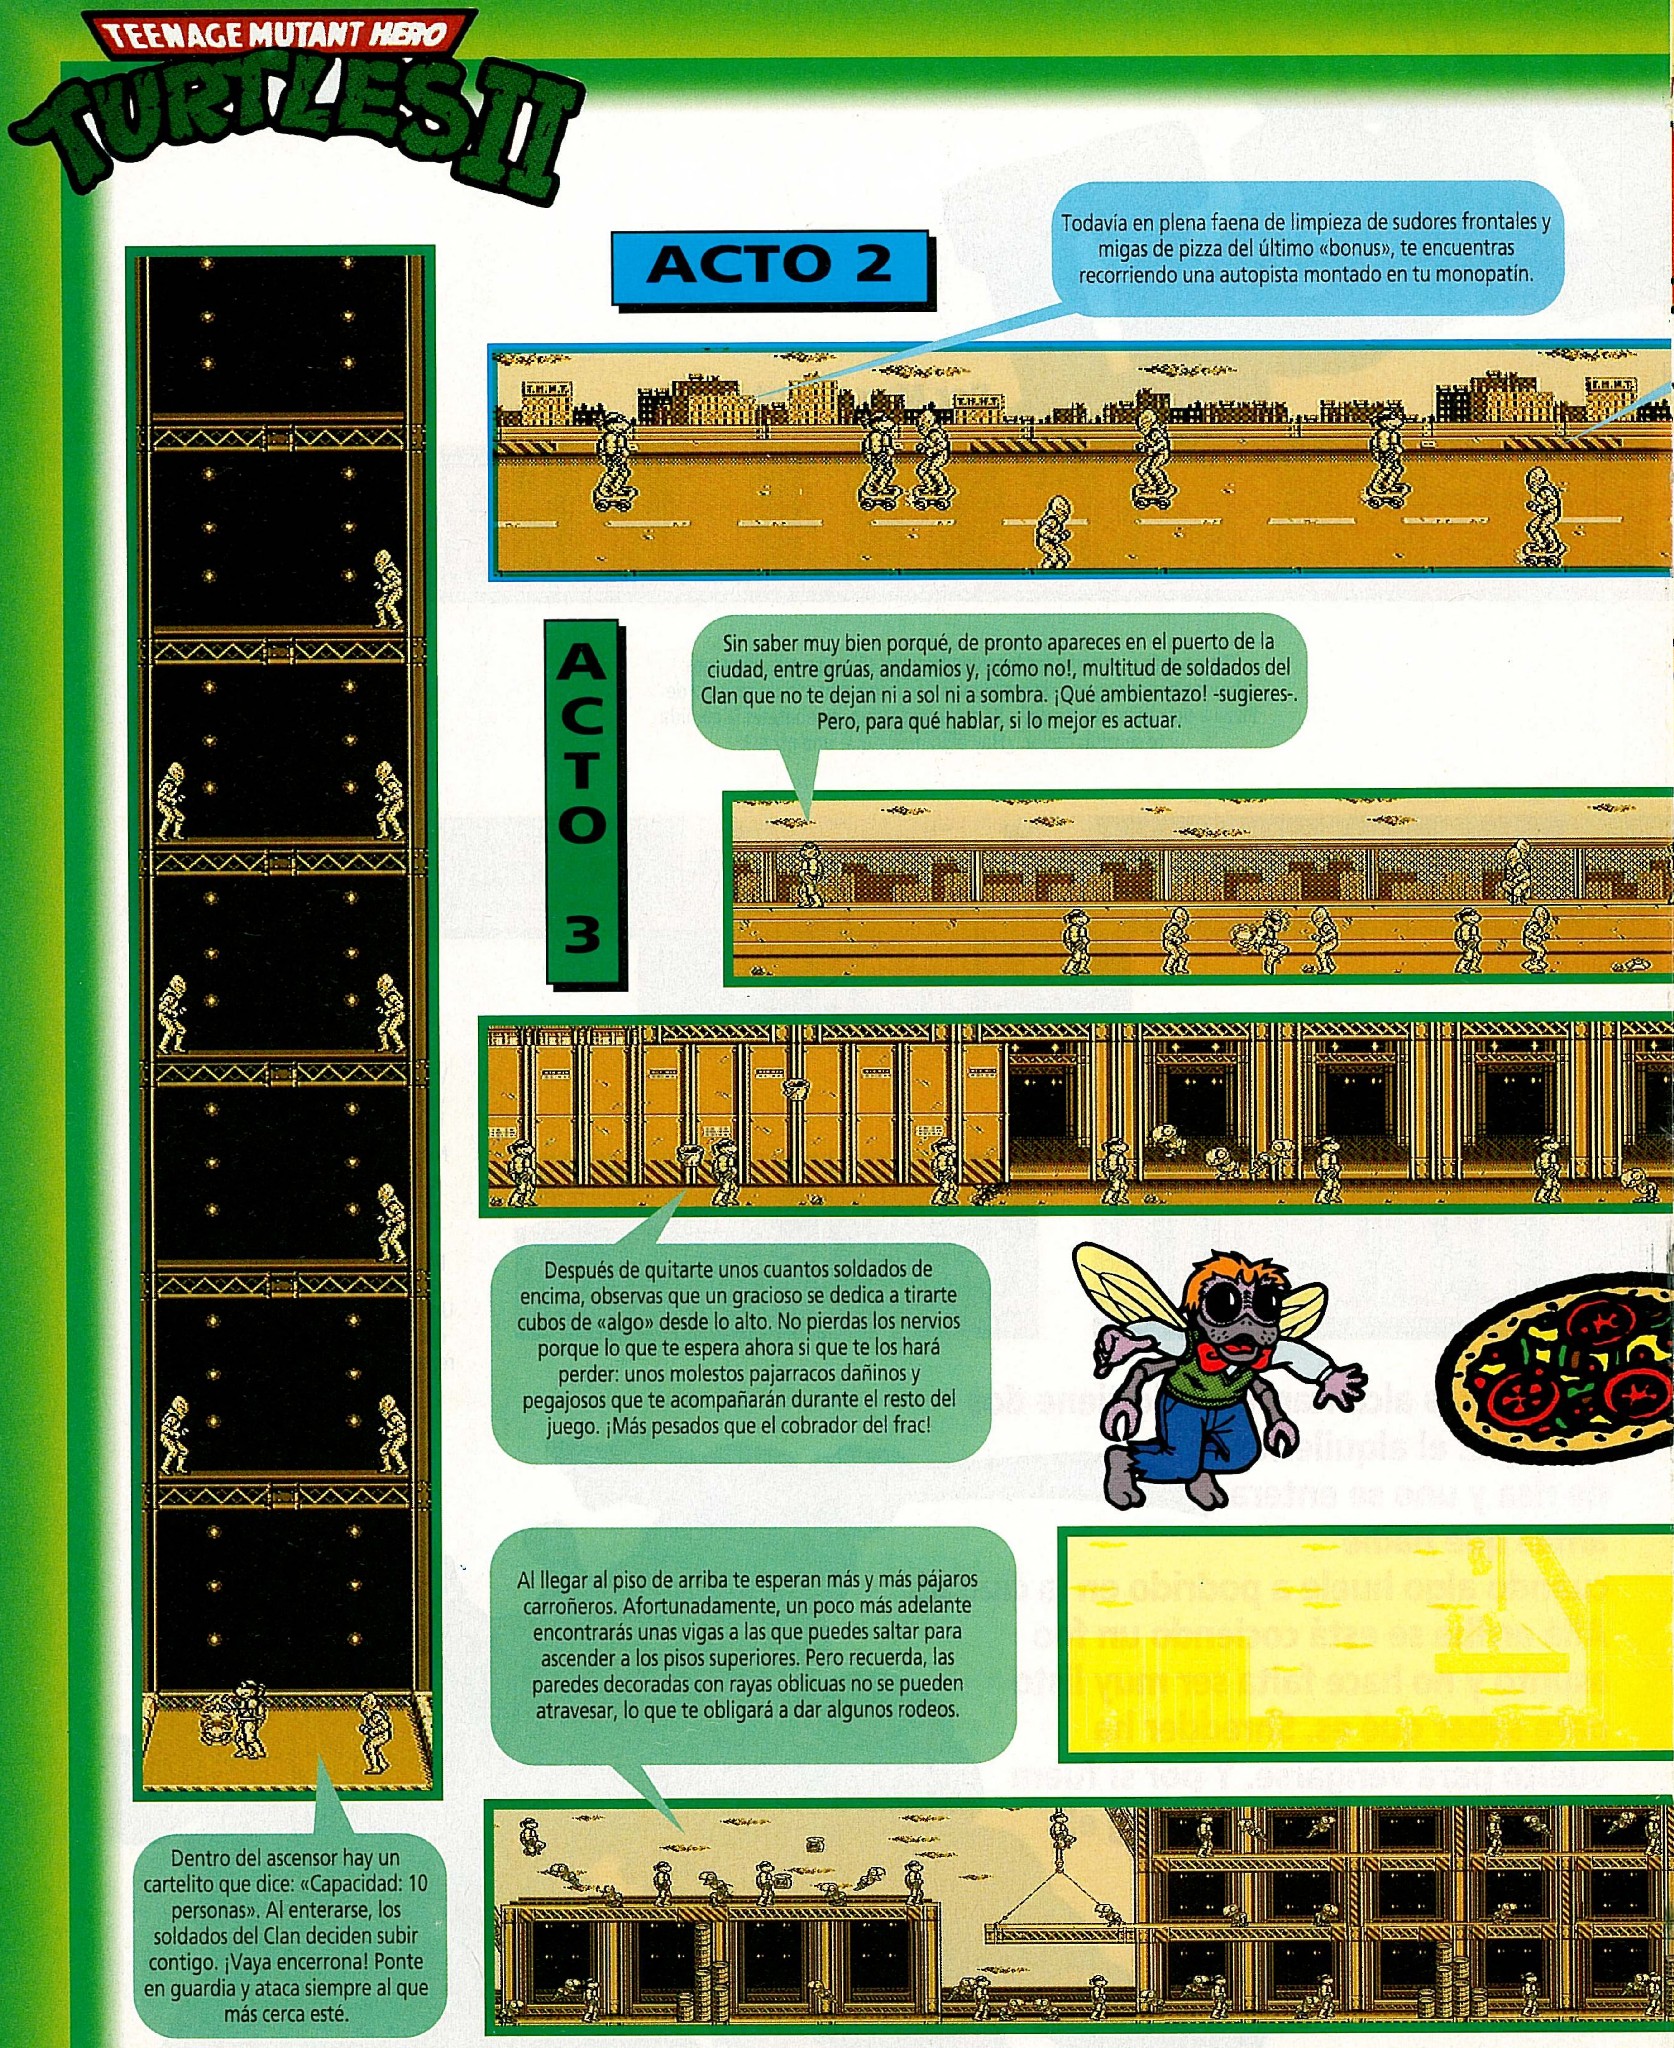 TEENAGE MUTANT HERO
TURTLES II
ACTO 2
Todavía en plena faena de limpieza de sudores frontales y
migas de pizza del último «bonus», te encuentras
recorriendo una autopista montado en tu monopatín.
T.M.H.T.
T.M.H.T.
T.M.H.T.
ACTO 3
Sin saber muy bien porqué, de pronto apareces en el puerto de la
ciudad, entre grúas, andamios y, ¡cómo no!, multitud de soldados del
Clan que no te dejan ni a sol ni a sombra. ¡Qué ambientazo! -sugieres-.
Pero, para qué hablar, si lo mejor es actuar.
Después de quitarte unos cuantos soldados de
encima, observas que un gracioso se dedica a tirarte
cubos de «algo» desde lo alto. No pierdas los nervios
porque lo que te espera ahora si que te los hará
perder: unos molestos pajarracos dañinos y
pegajosos que te acompañarán durante el resto del
juego. ¡Más pesados que el cobrador del frac!
Al llegar al piso de arriba te esperan más y más pájaros
carroñeros. Afortunadamente, un poco más adelante
encontrarás unas vigas a las que puedes saltar para
ascender a los pisos superiores. Pero recuerda, las
paredes decoradas con rayas oblicuas no se pueden
atravesar, lo que te obligará a dar algunos rodeos.
Dentro del ascensor hay un
cartelito que dice: «Capacidad: 10
personas». Al enterarse, los
soldados del Clan deciden subir
contigo. ¡Vaya encerrona! Ponte
en guardia y ataca siempre al que
más cerca esté.